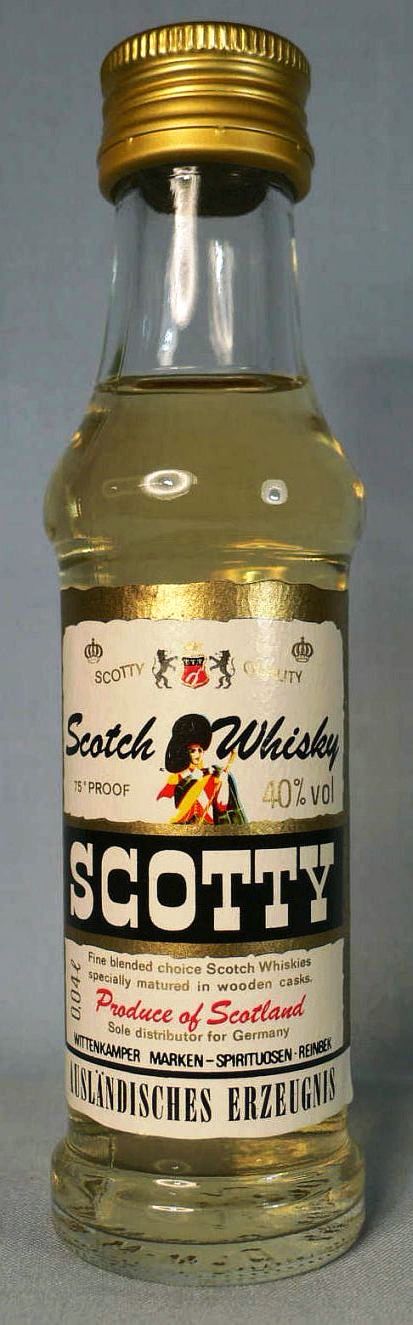 SCOTTY QUALITY
Scotch Whisky
75° PROOF 40% vol
SCOTTY
0,04 ℓ
Fine blended choice Scotch Whiskies
specially matured in wooden casks.
Produce of Scotland
Sole distributor for Germany
WITTENKAMPER MARKEN-SPIRITUOSEN·REINBEK
AUSLÄNDISCHES ERZEUGNIS